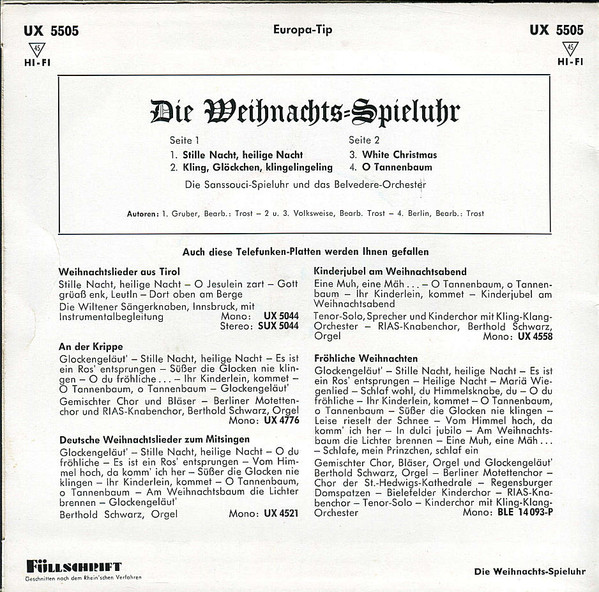 UX 5505
Europa-Tip
UX 5505
45
HI-FI
45
HI-FI
Die Weihnachts-Spieluhr
Seite 1
1. Stille Nacht, heilige Nacht
2. Kling, Glöckchen, klingelingeling
Seite 2
3. White Christmas
4. O Tannenbaum
Die Sanssouci-Spieluhr und das Belvedere-Orchester
Autoren: 1. Gruber, Bearb.: Trost – 2 u. 3. Volksweise, Bearb. Trost – 4. Berlin, Bearb.: Trost
Auch diese Telefunken-Platten werden Ihnen gefallen
Weihnachtslieder aus Tirol
Stille Nacht, heilige Nacht – O Jesulein zart – Gott
grüaß enk, Leutln – Dort oben am Berge
Die Wiltener Sängerknaben, Innsbruck, mit
Instrumentalbegleitung Mono: UX 5044
Stereo: SUX 5044
An der Krippe
Glockengeläut' – Stille Nacht, heilige Nacht – Es ist
ein Ros' entsprungen – Süßer die Glocken nie klin-
gen – O du fröhliche... – Ihr Kinderlein, kommet –
O Tannenbaum, o Tannenbaum – Glockengeläut'
Gemischter Chor und Bläser – Berliner Motetten-
chor und RIAS-Knabenchor, Berthold Schwarz, Orgel
Mono: UX 4776
Deutsche Weihnachtslieder zum Mitsingen
Glockengeläut' – Stille Nacht, heilige Nacht – O du
fröhliche – Es ist ein Ros' entsprungen – Vom Him-
mel hoch, da komm' ich her – Süßer die Glocken nie
klingen – Ihr Kinderlein, kommet – O Tannenbaum,
o Tannenbaum – Am Weihnachtsbaum die Lichter
brennen – Glockengeläut'
Berthold Schwarz, Orgel Mono: UX 4521
Kinderjubel am Weihnachtsabend
Eine Muh, eine Mäh... – O Tannenbaum, o Tannen-
baum – Ihr Kinderlein, kommet – Kinderjubel am
Weihnachtsabend
Tenor-Solo, Sprecher und Kinderchor mit Kling-Klang-
Orchester – RIAS-Knabenchor, Berthold Schwarz,
Orgel Mono: UX 4558
Fröhliche Weihnachten
Glockengeläut' – Stille Nacht, heilige Nacht – Es ist
ein Ros' entsprungen – Heilige Nacht – Mariä Wie-
genlied – Schlaf wohl, du Himmelsknabe, du – O du
fröhliche – Ihr Kinderlein, kommet – O Tannenbaum,
o Tannenbaum – Süßer die Glocken nie klingen –
Leise rieselt der Schnee – Vom Himmel hoch, da
komm' ich her – In dulci jubilo – Am Weihnachts-
baum die Lichter brennen – Eine Muh, eine Mäh...
– Schlafe, mein Prinzchen, schlaf ein
Gemischter Chor, Bläser, Orgel und Glockengeläut'
Berthold Schwarz, Orgel – Berliner Motettenchor –
Chor der St.-Hedwigs-Kathedrale – Regensburger
Domspatzen – Bielefelder Kinderchor – RIAS-Kna-
benchor – Tenor-Solo – Kinderchor mit Kling-Klang-
Orchester Mono: BLE 14 093-P
FÜLLSCHRIFT
Geschnitten nach dem Rhein'schen Verfahren
Die Weihnachts-Spieluhr